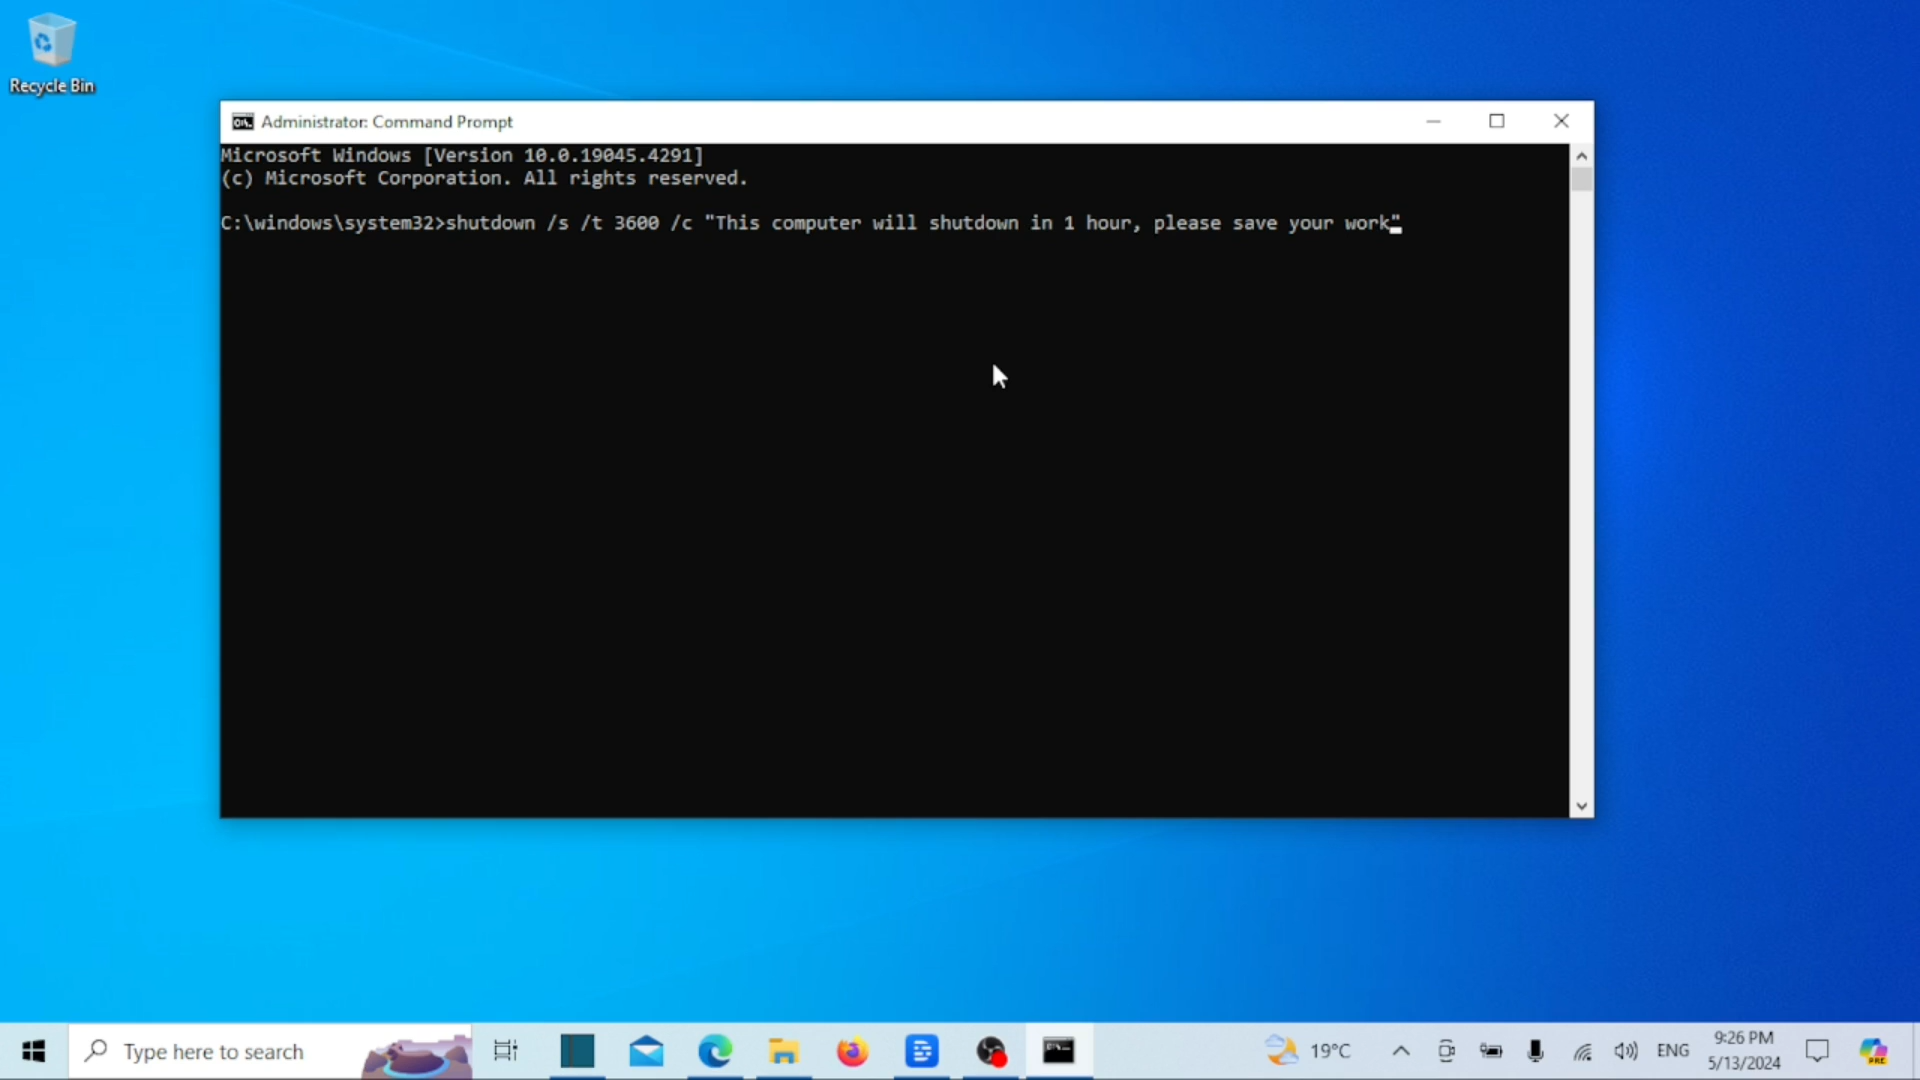 Recycle Bin
Administrator: Command Prompt
Microsoft Windows [Version 10.0.19045.4291]
(c) Microsoft Corporation. All rights reserved.
C:\windows\system32>shutdown /s /t 3600 /c "This computer will shutdown in 1 hour, please save your work"
Type here to search
19°C
ENG
9:26 PM
5/13/2024
PRE